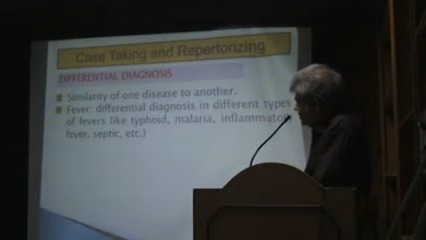 Case Taking and Repertorizing
DIFFERENTIAL DIAGNOSIS
Similarity of one disease to another.
Fever: differential diagnosis in different types
of fevers like typhoid, malaria, inflammatory
fever, septic, etc.)